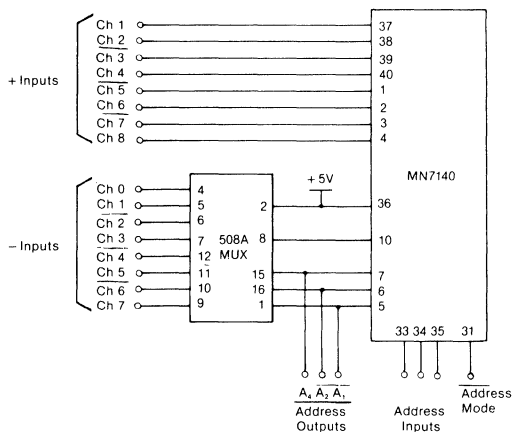 + Inputs
Ch 1 37
Ch 2 38
Ch 3 39
Ch 4 40
Ch 5 1
Ch 6 2
Ch 7 3
Ch 8 4
MN7140
- Inputs
Ch 0 4
Ch 1 5
Ch 2 6
Ch 3 7
Ch 4 12
Ch 5 11
Ch 6 10
Ch 7 9
508A
MUX
2 + 5V 36
8 10
15 7
16 6
1 5
33 34 35 31
A4 A2 A1
Address
Outputs
Address
Inputs
Address
Mode